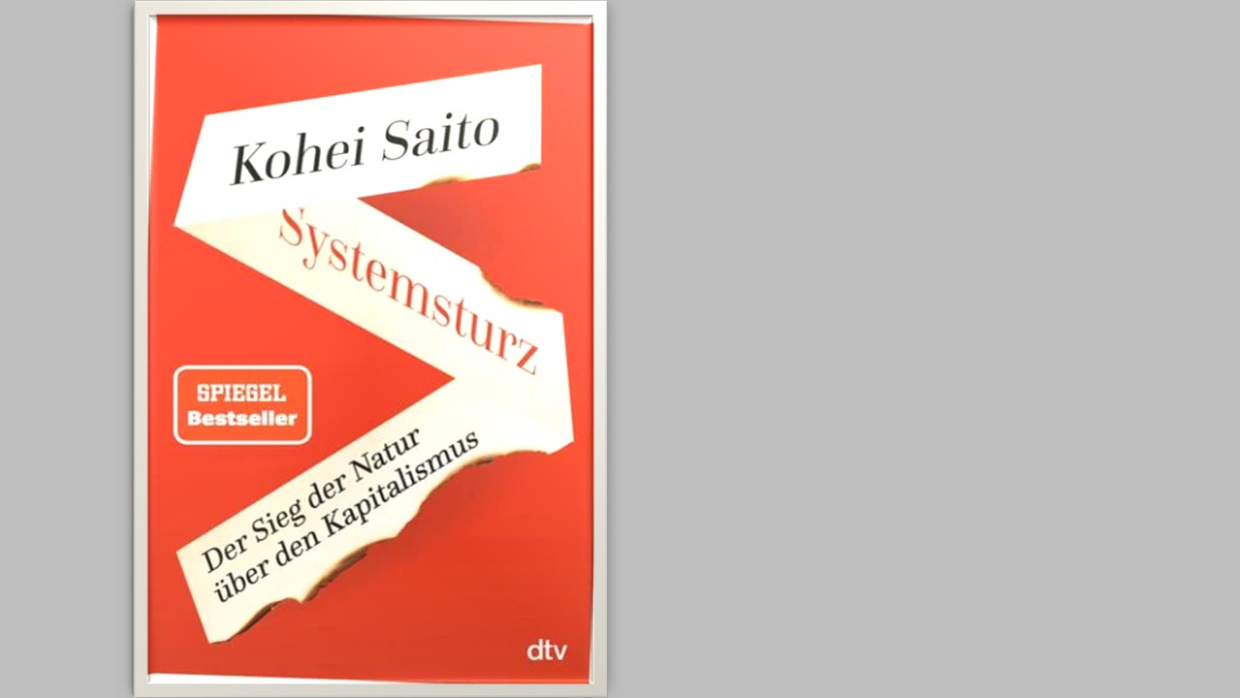 Kohei Saito
Systemsturz
SPIEGEL
Bestseller
Der Sieg der Natur
über den Kapitalismus
dtv